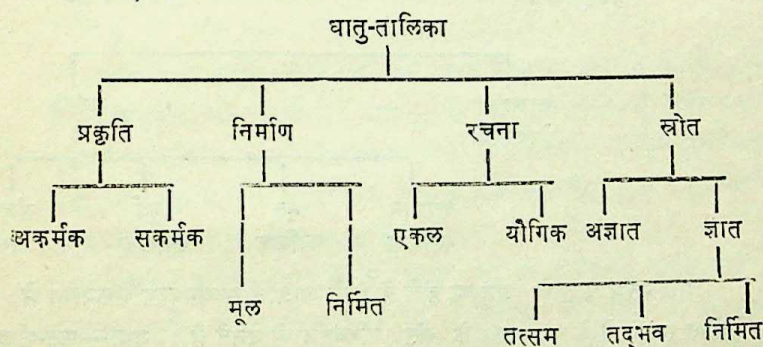 धातु-तालिका
प्रकृति निर्माण रचना स्रोत
अकर्मक सकर्मक एकल यौगिक अज्ञात ज्ञात
मूल निर्मित
तत्सम तद्भव निर्मित